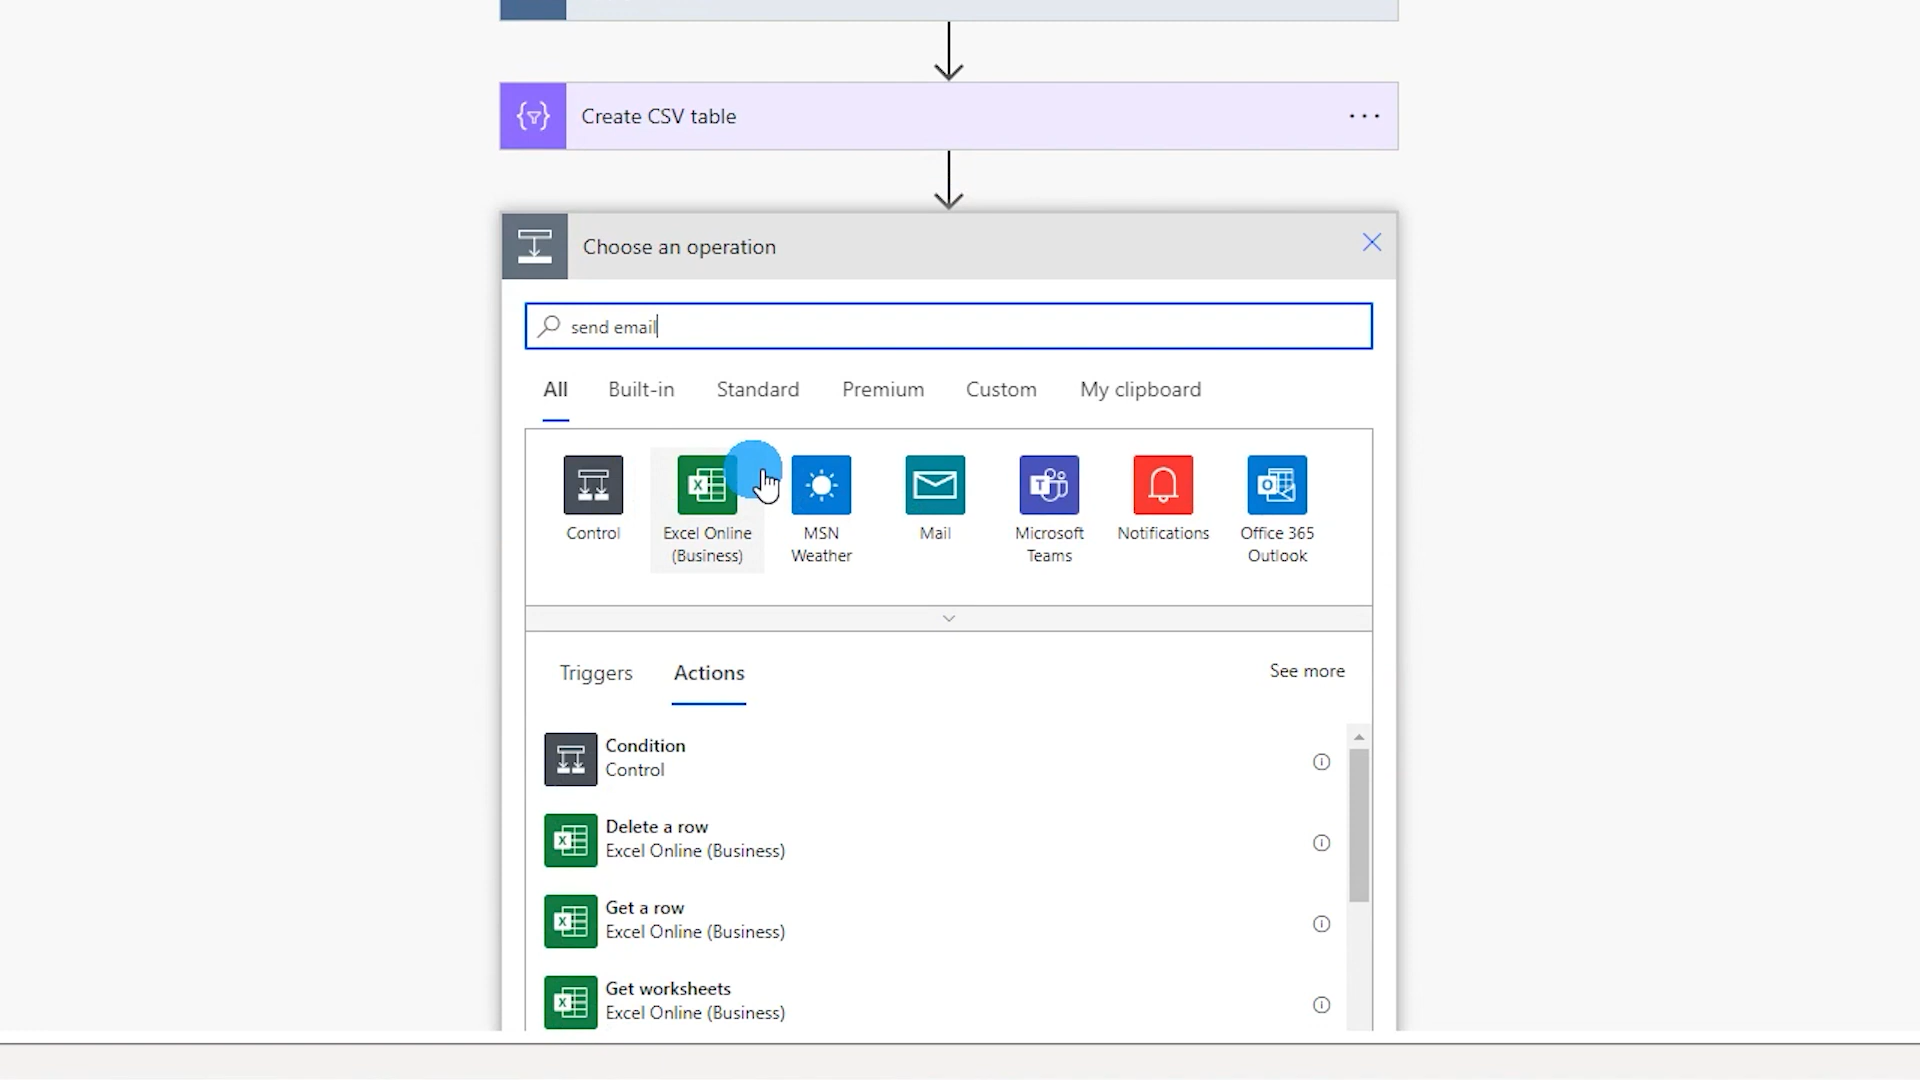 Create CSV table
Choose an operation
send email
All Built-in Standard Premium Custom My clipboard
Control Excel Online (Business) MSN Weather Mail Microsoft Teams Notifications Office 365 Outlook
Triggers Actions See more
Condition
Control
Delete a row
Excel Online (Business)
Get a row
Excel Online (Business)
Get worksheets
Excel Online (Business)